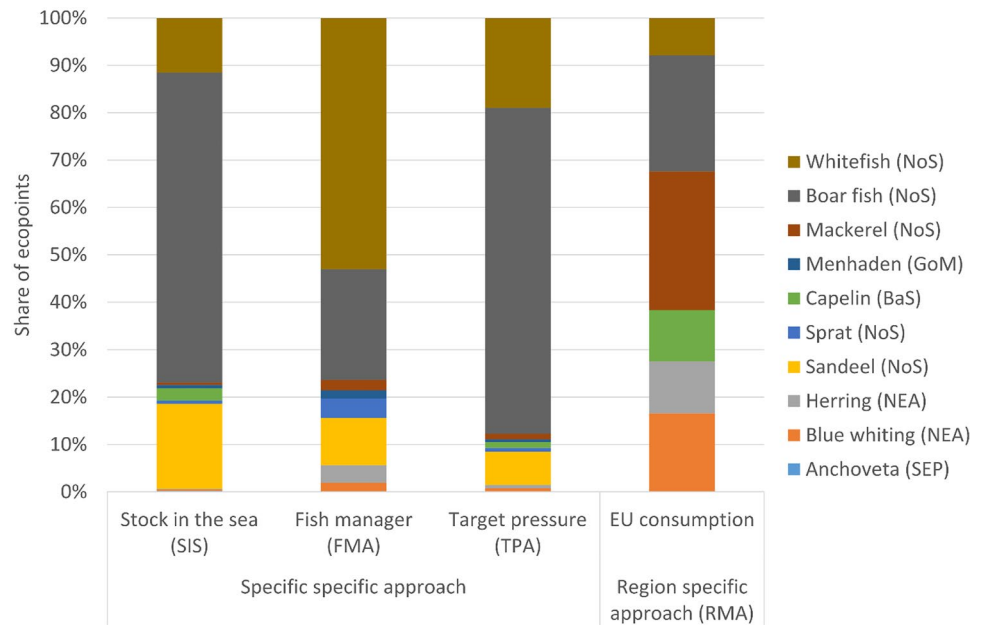 100%
90%
80%
70%
60%
50%
40%
30%
20%
10%
0%
Share of ecopoints
Whitefish (NoS)
Boar fish (NoS)
Mackerel (NoS)
Menhaden (GoM)
Capelin (BaS)
Sprat (NoS)
Sandeel (NoS)
Herring (NEA)
Blue whiting (NEA)
Anchoveta (SEP)
Stock in the sea
(SIS)
Fish manager
(FMA)
Target pressure
(TPA)
EU consumption
Specific specific approach
Region specific
approach (RMA)